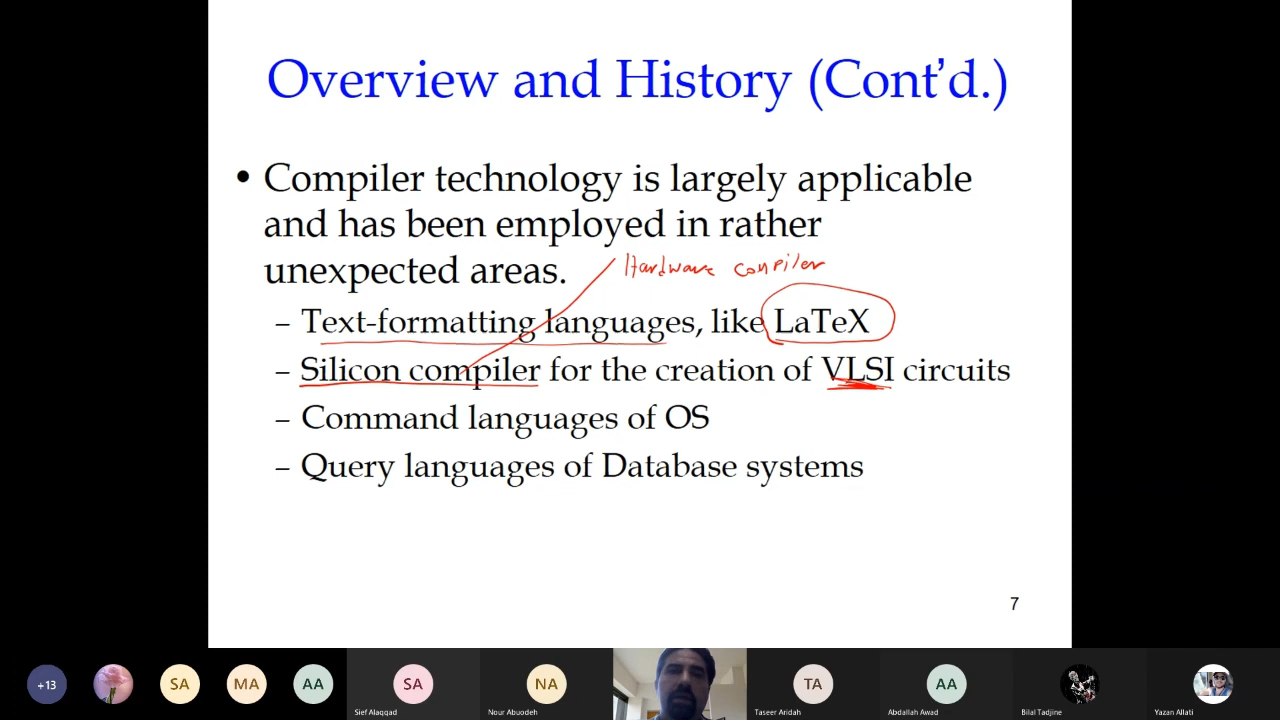 Overview and History (Cont'd.)
• Compiler technology is largely applicable
and has been employed in rather
unexpected areas.
Hardware compiler
– Text-formatting languages, like LaTeX
– Silicon compiler for the creation of VLSI circuits
– Command languages of OS
– Query languages of Database systems
7
+13
SA
MA
AA
SA
NA
TA
AA
Sief Alaqqad
Nour Abuodeh
Taseer Aridah
Abdallah Awad
Bilal Tadjine
Yazan Allati